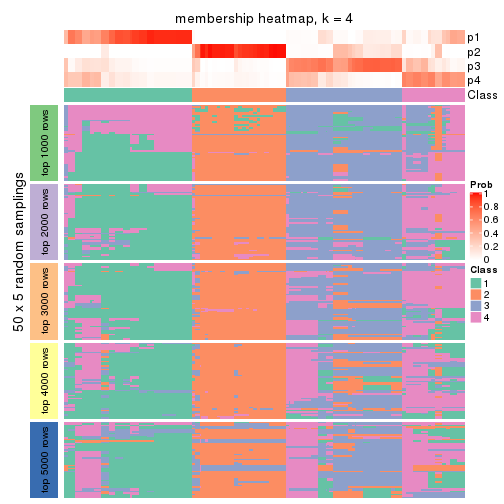 membership heatmap, k = 4
p1
p2
p3
p4
Class
50 x 5 random samplings
top 1000 rows
top 2000 rows
top 3000 rows
top 4000 rows
top 5000 rows
Prob
1
0.8
0.6
0.4
0.2
0
Class
1
2
3
4